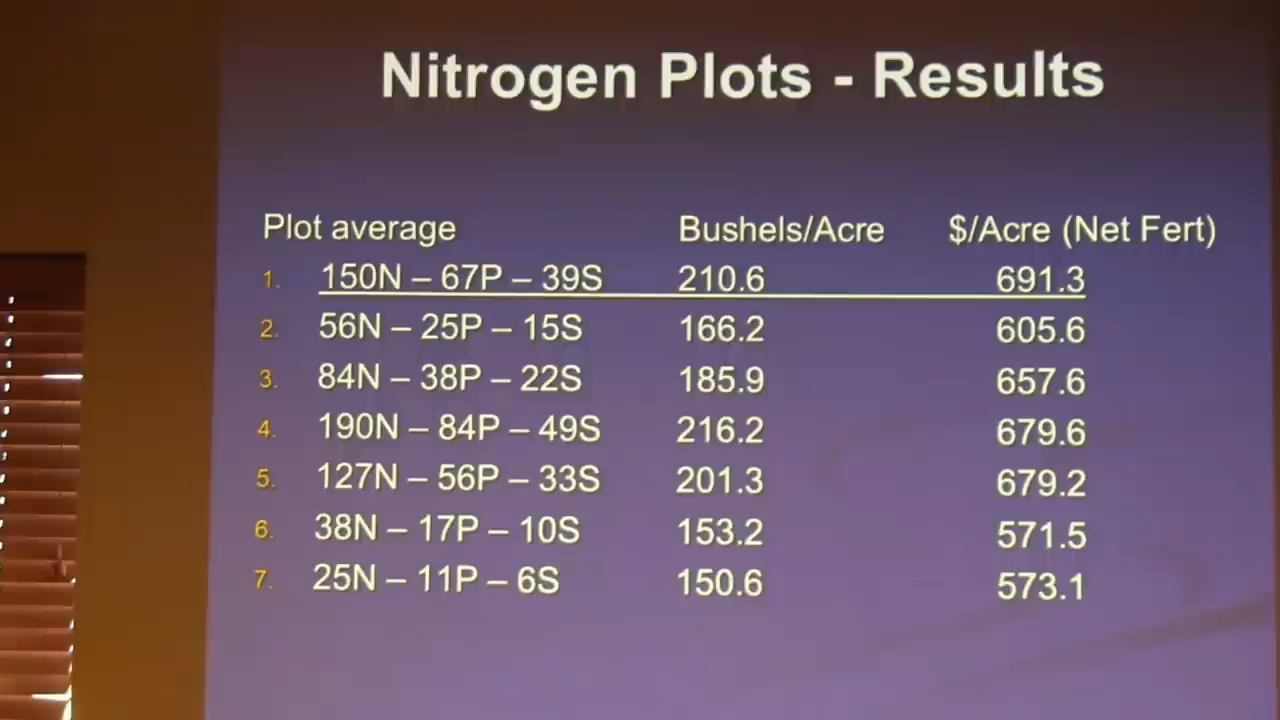 Nitrogen Plots - Results
Plot average Bushels/Acre $/Acre (Net Fert)
1. 150N – 67P – 39S 210.6 691.3
2. 56N – 25P – 15S 166.2 605.6
3. 84N – 38P – 22S 185.9 657.6
4. 190N – 84P – 49S 216.2 679.6
5. 127N – 56P – 33S 201.3 679.2
6. 38N – 17P – 10S 153.2 571.5
7. 25N – 11P – 6S 150.6 573.1